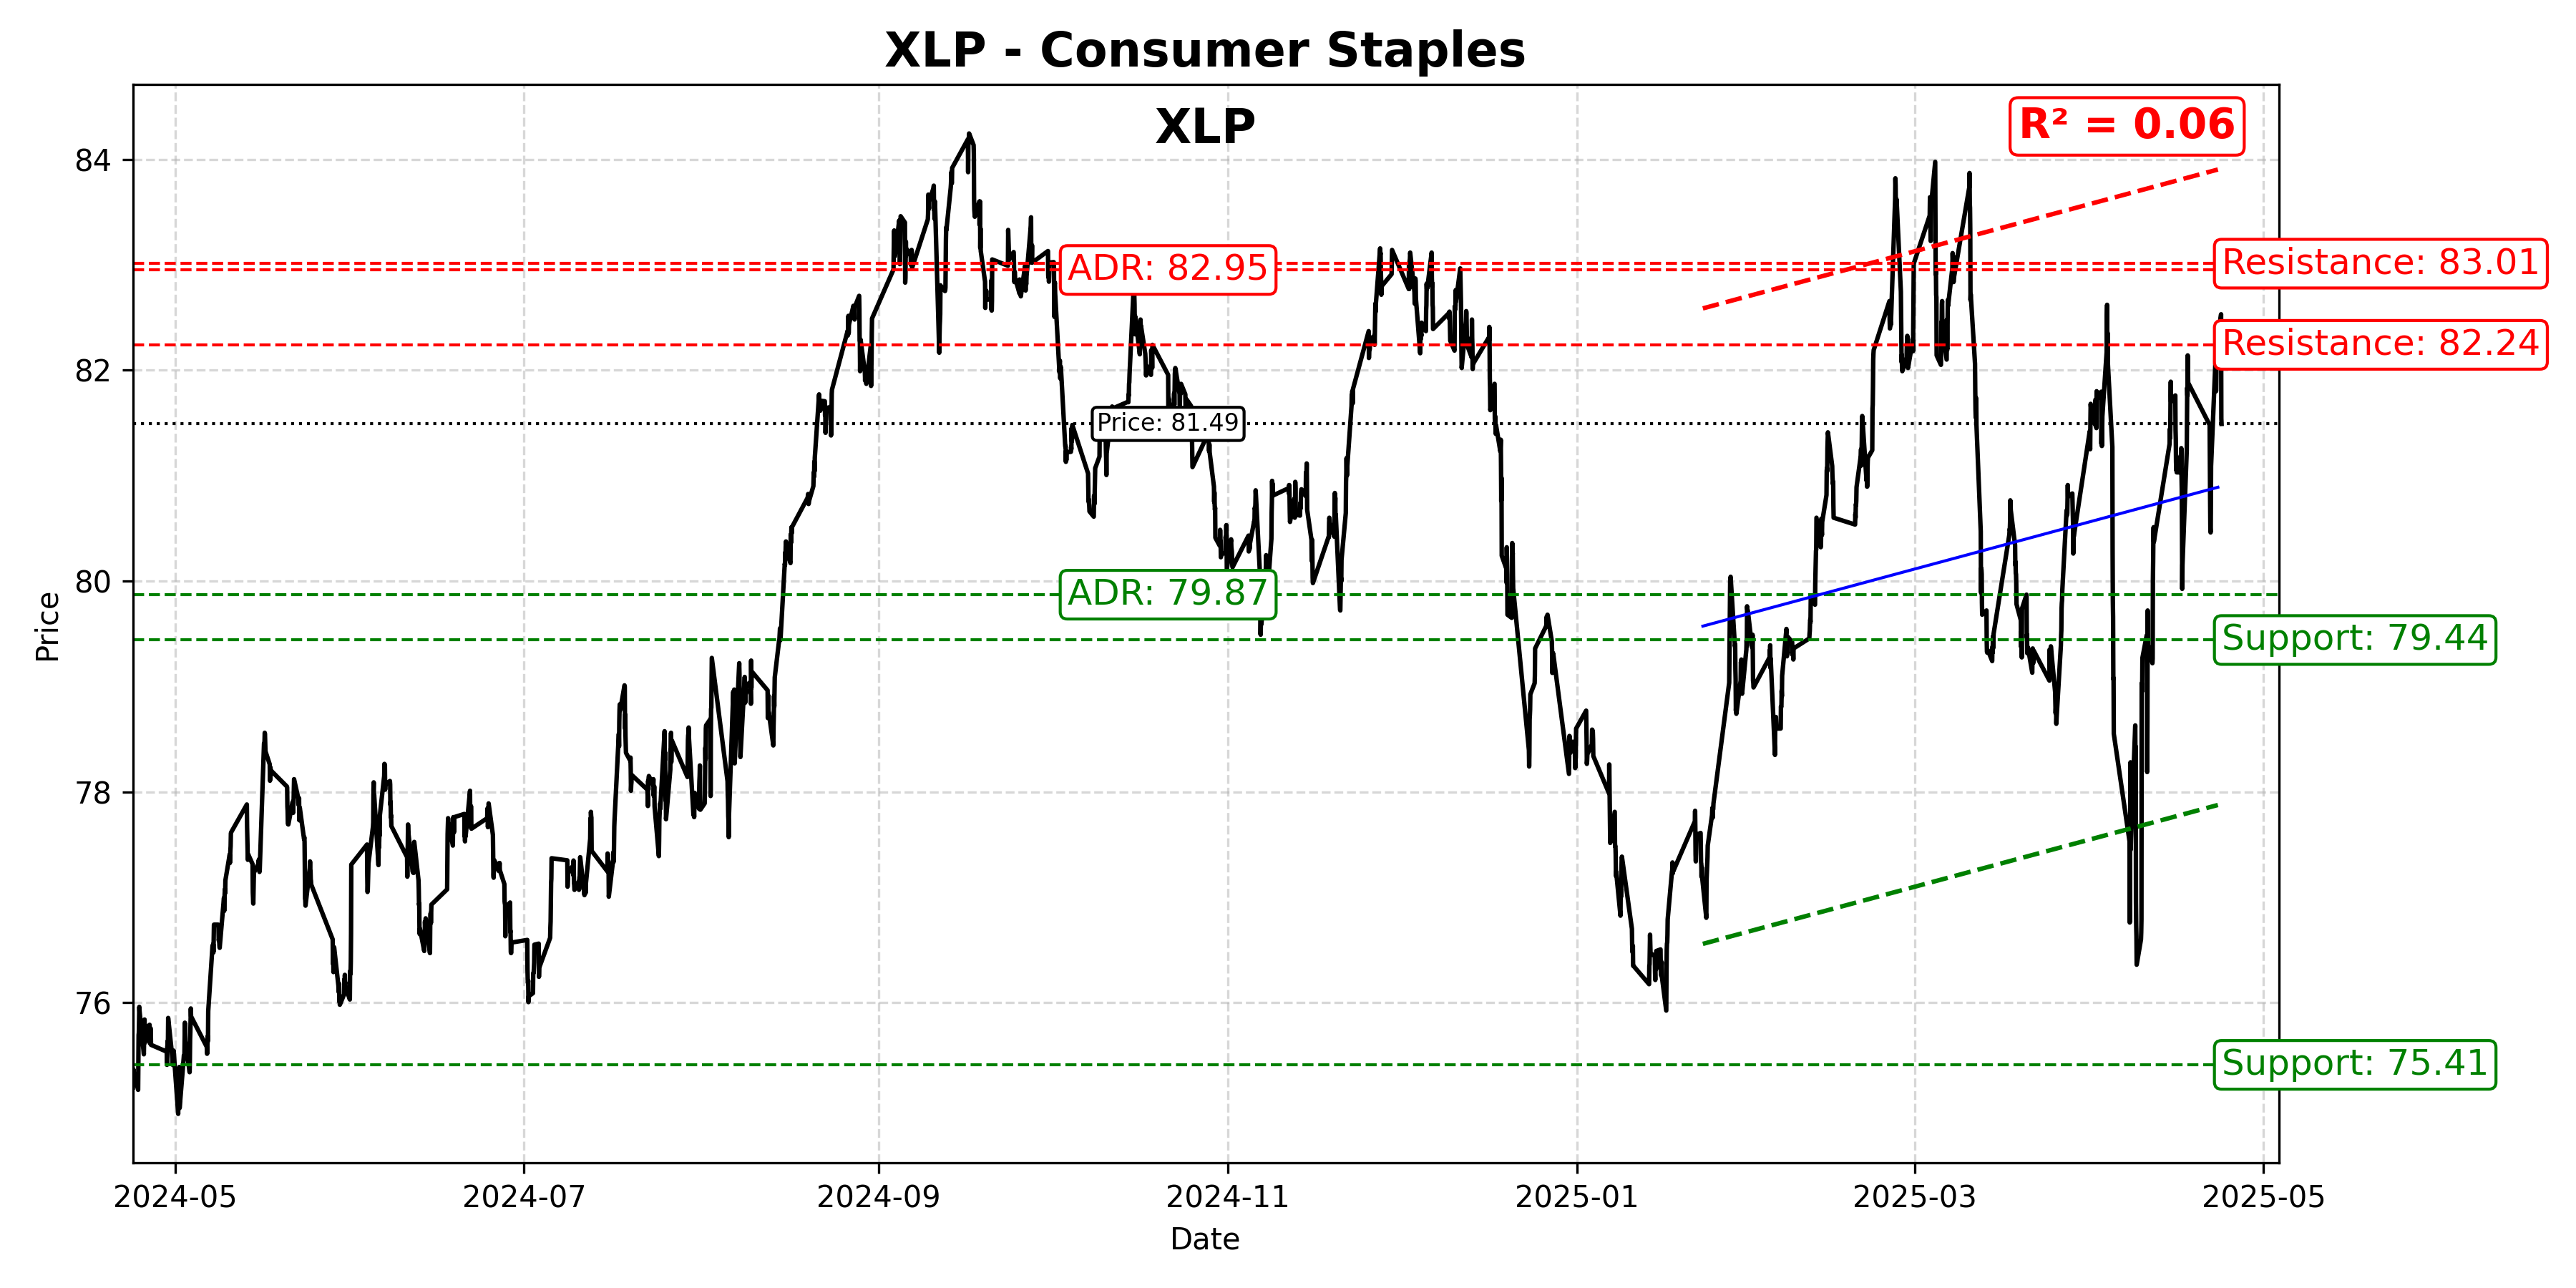 XLP - Consumer Staples
XLP
R² = 0.06
84
ADR: 82.95
Resistance: 83.01
Resistance: 82.24
82
Price: 81.49
80
ADR: 79.87
Support: 79.44
Price
78
76
Support: 75.41
2024-05
2024-07
2024-09
2024-11
2025-01
2025-03
2025-05
Date